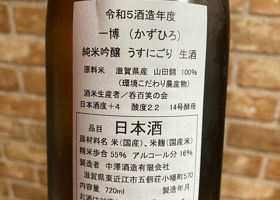 令和5酒造年度
一博 (かずひろ)
純米吟醸 うすにごり 生酒
原料米 滋賀県産 山田錦 100%
(環境こだわり農産物)
酒米生産者/呑百笑の会
日本酒度+4 酸度2.2 14号酵母
品目 日本酒
原材料名 米(国産)、米麹(国産米)
精米歩合 55% アルコール分 16%
製造者 中澤酒造有限会社
滋賀県東近江市五個荘小幡町570
内容量 720ml 製造年月